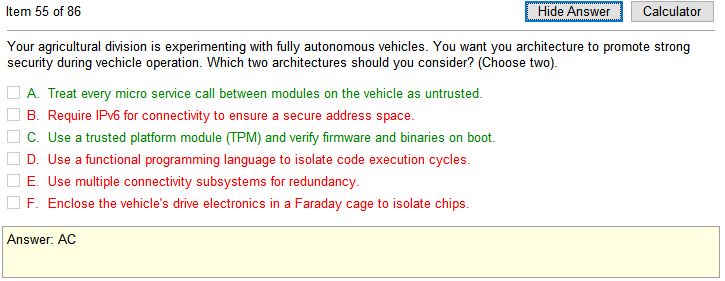 Item 55 of 86
Hide Answer
Calculator
Your agricultural division is experimenting with fully autonomous vehicles. You want you architecture to promote strong
security during vechicle operation. Which two architectures should you consider? (Choose two).
A. Treat every micro service call between modules on the vehicle as untrusted.
B. Require IPv6 for connectivity to ensure a secure address space.
C. Use a trusted platform module (TPM) and verify firmware and binaries on boot.
D. Use a functional programming language to isolate code execution cycles.
E. Use multiple connectivity subsystems for redundancy.
F. Enclose the vehicle's drive electronics in a Faraday cage to isolate chips.
Answer: AC